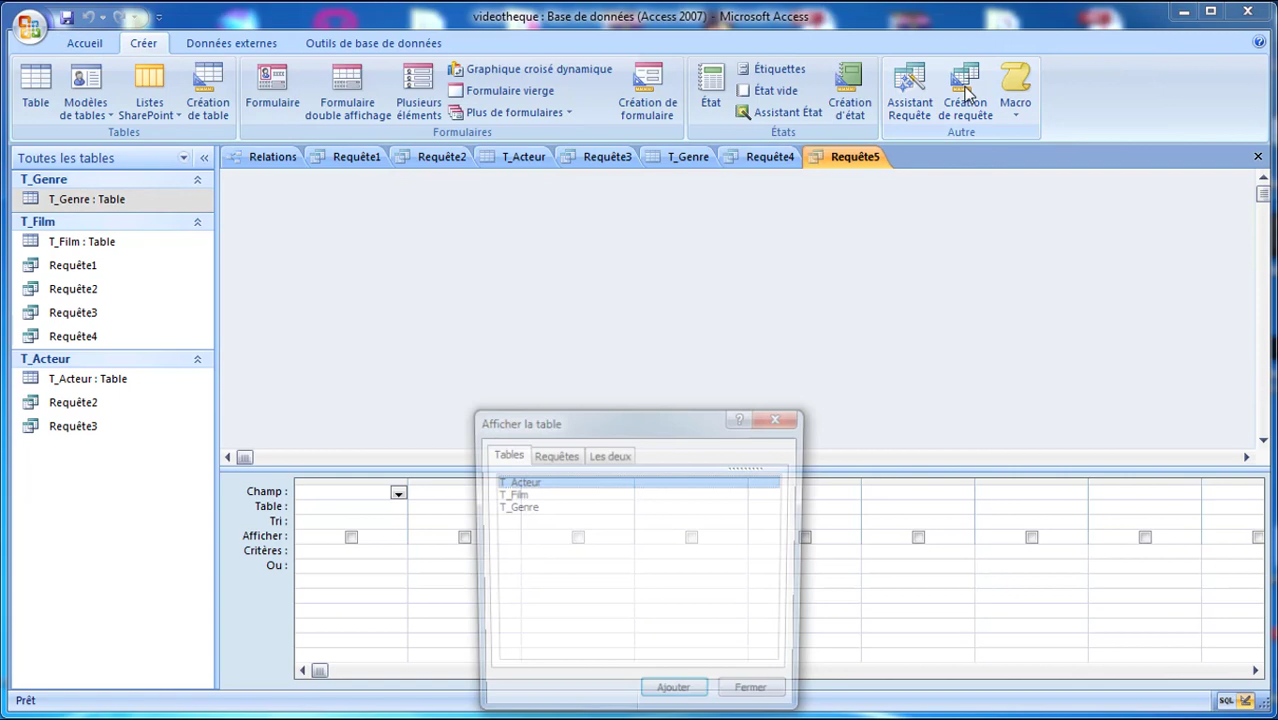 videotheque : Base de données (Access 2007) - Microsoft Access
Accueil
Créer
Données externes
Outils de base de données
Table
Modèles de tables
Listes SharePoint
Création de table
Tables
Formulaire
Formulaire double affichage
Plusieurs éléments
Graphique croisé dynamique
Formulaire vierge
Plus de formulaires
Création de formulaire
Formulaires
État
Étiquettes
État vide
Assistant État
Création d'état
États
Assistant Requête
Création de requête
Macro
Autre
Toutes les tables
Relations
Requête1
Requête2
T_Acteur
Requête3
T_Genre
Requête4
Requête5
T_Genre
T_Genre : Table
T_Film
T_Film : Table
Requête1
Requête2
Requête3
Requête4
T_Acteur
T_Acteur : Table
Requête2
Requête3
Afficher la table
Tables
Requêtes
Les deux
T_Acteur
T_Film
T_Genre
Ajouter
Fermer
Champ :
Table :
Tri :
Afficher :
Critères :
Ou :
Prêt
SQL